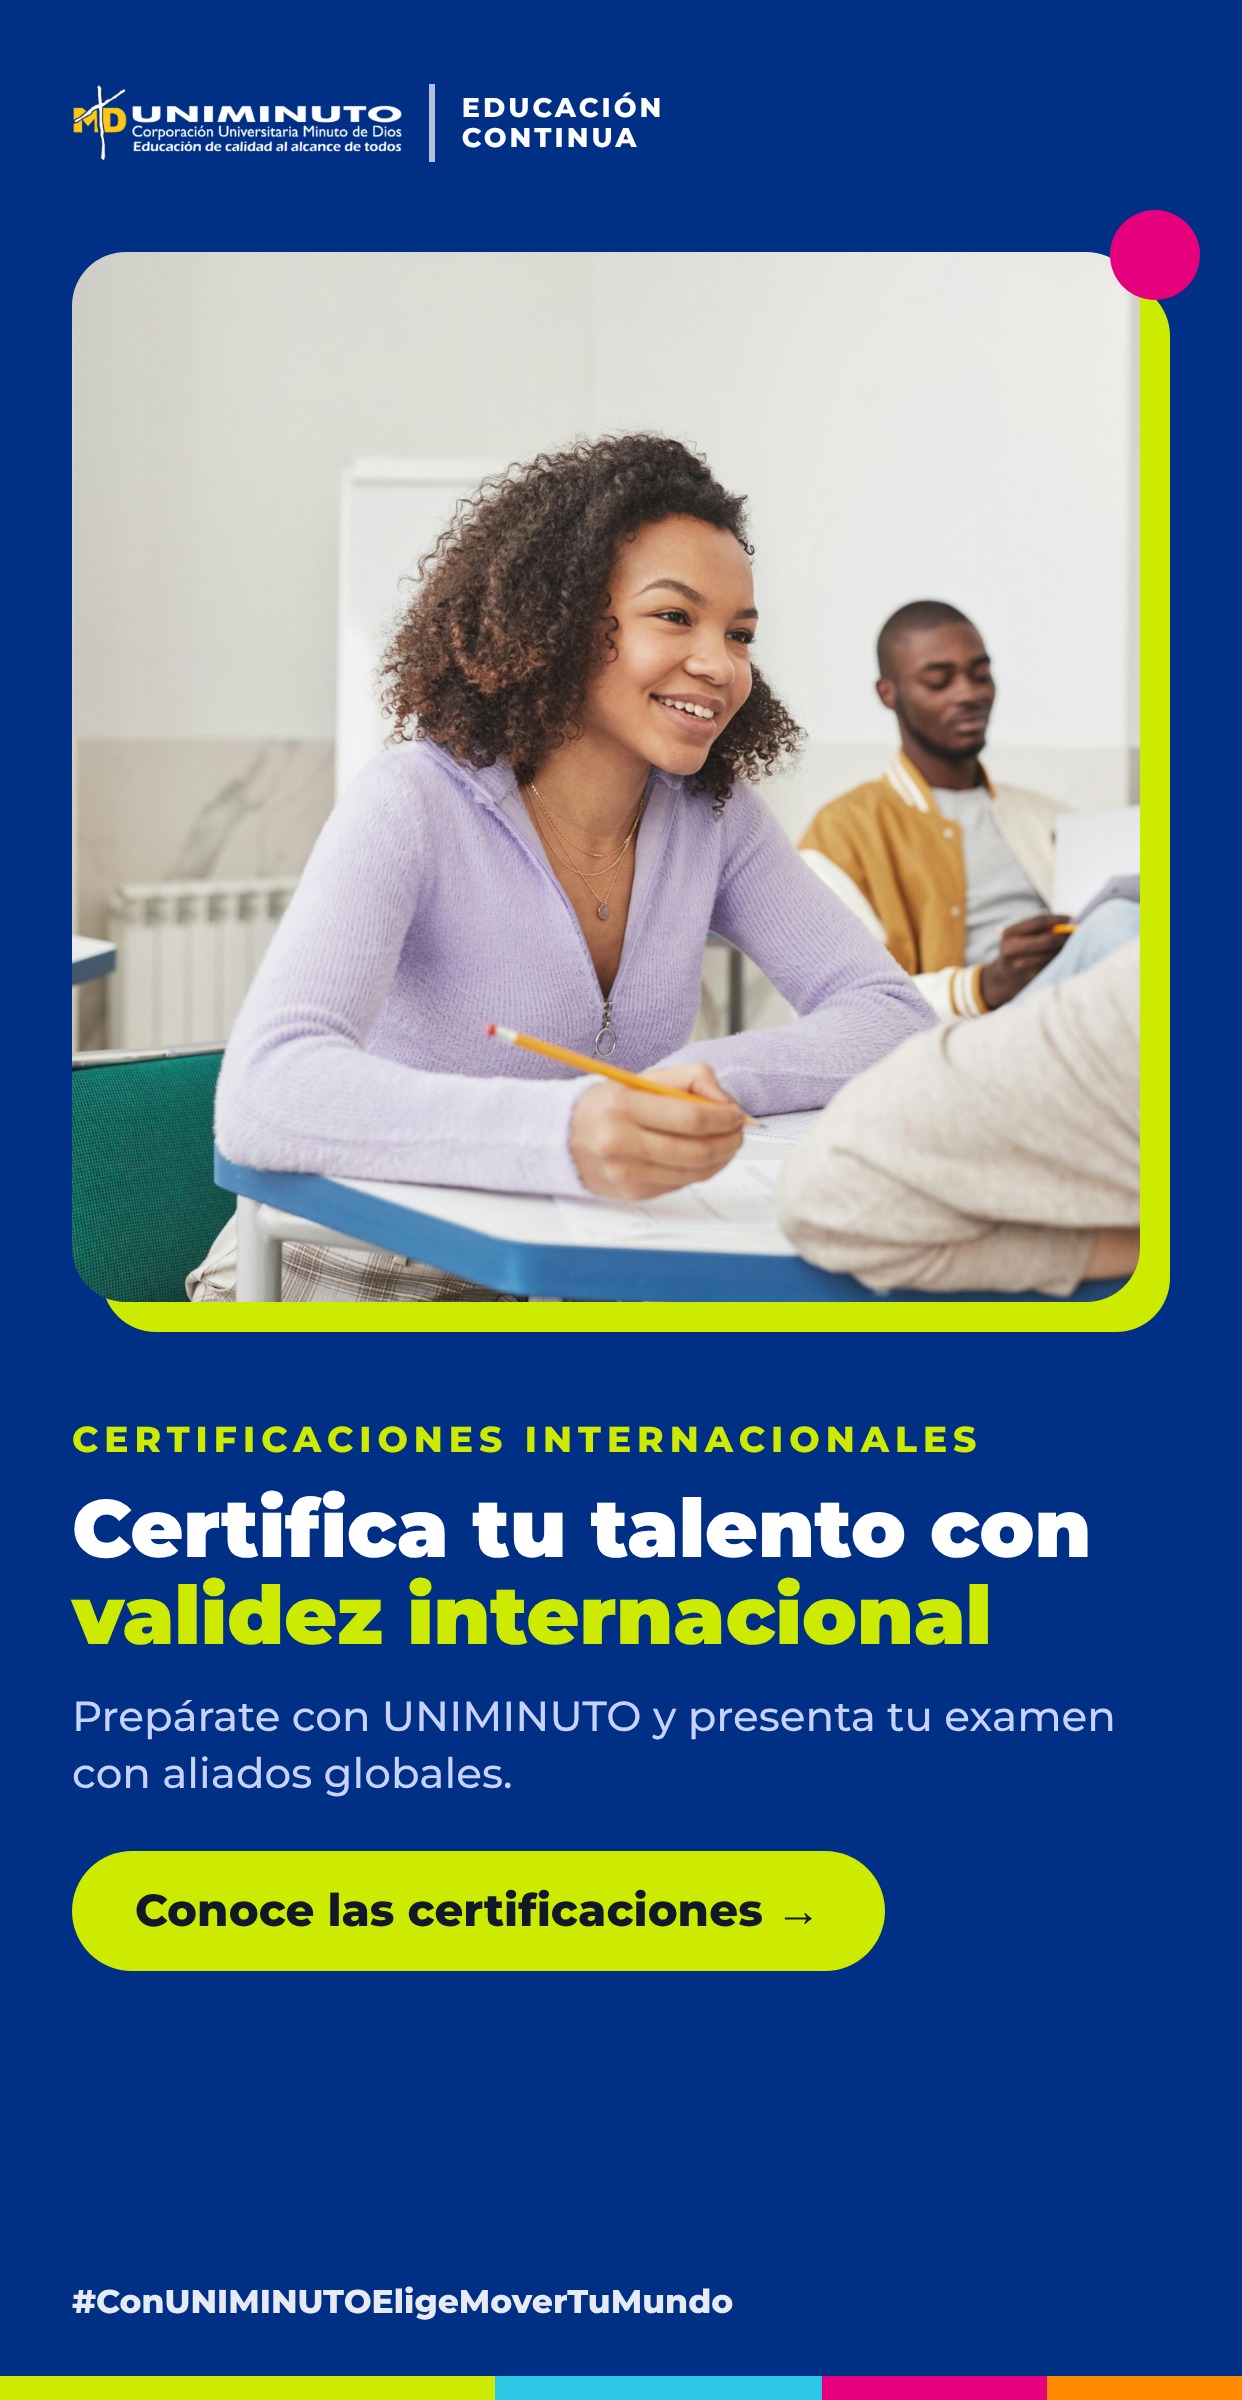 MD UNIMINUTO
Corporación Universitaria Minuto de Dios
Educación de calidad al alcance de todos
EDUCACIÓN
CONTINUA
CERTIFICACIONES INTERNACIONALES
Certifica tu talento con
validez internacional
Prepárate con UNIMINUTO y presenta tu examen
con aliados globales.
Conoce las certificaciones →
#ConUNIMINUTOEligeMoverTuMundo